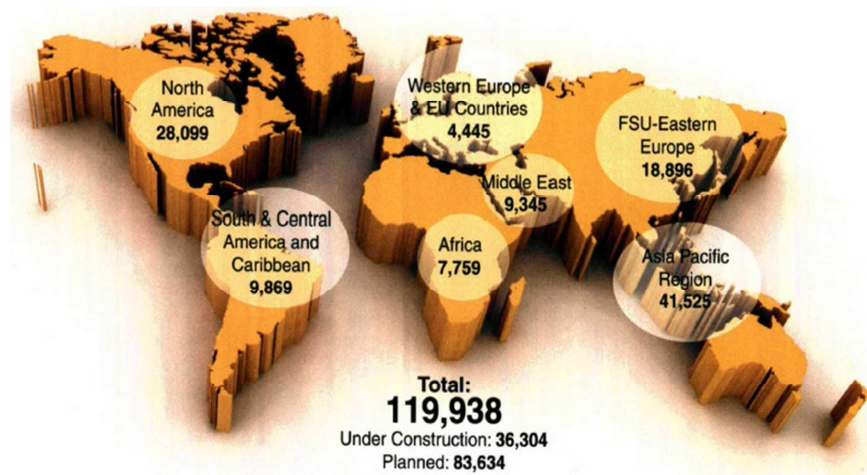 North
America
28,099
Western Europe
& EU Countries
4,445
FSU-Eastern
Europe
18,896
Middle East
9,345
South & Central
America and
Caribbean
9,869
Africa
7,759
Asia Pacific
Region
41,525
Total:
119,938
Under Construction: 36,304
Planned: 83,634